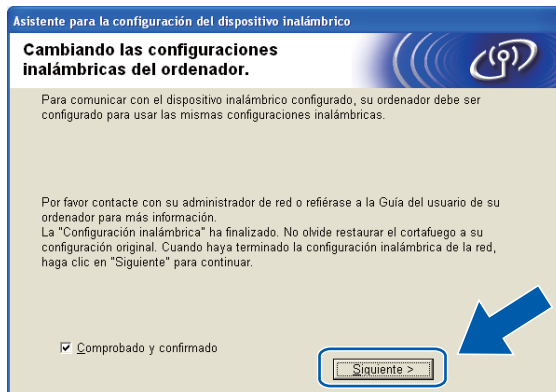 Asistente para la configuración del dispositivo inalámbrico
Cambiando las configuraciones
inalámbricas del ordenador.
Para comunicar con el dispositivo inalámbrico configurado, su ordenador debe ser
configurado para usar las mismas configuraciones inalámbricas.
Por favor contacte con su administrador de red o refiérase a la Guía del usuario de su
ordenador para más información.
La "Configuración inalámbrica" ha finalizado. No olvide restaurar el cortafuego a su
configuración original. Cuando haya terminado la configuración inalámbrica de la red,
haga clic en "Siguiente" para continuar.
Comprobado y confirmado
Siguiente >